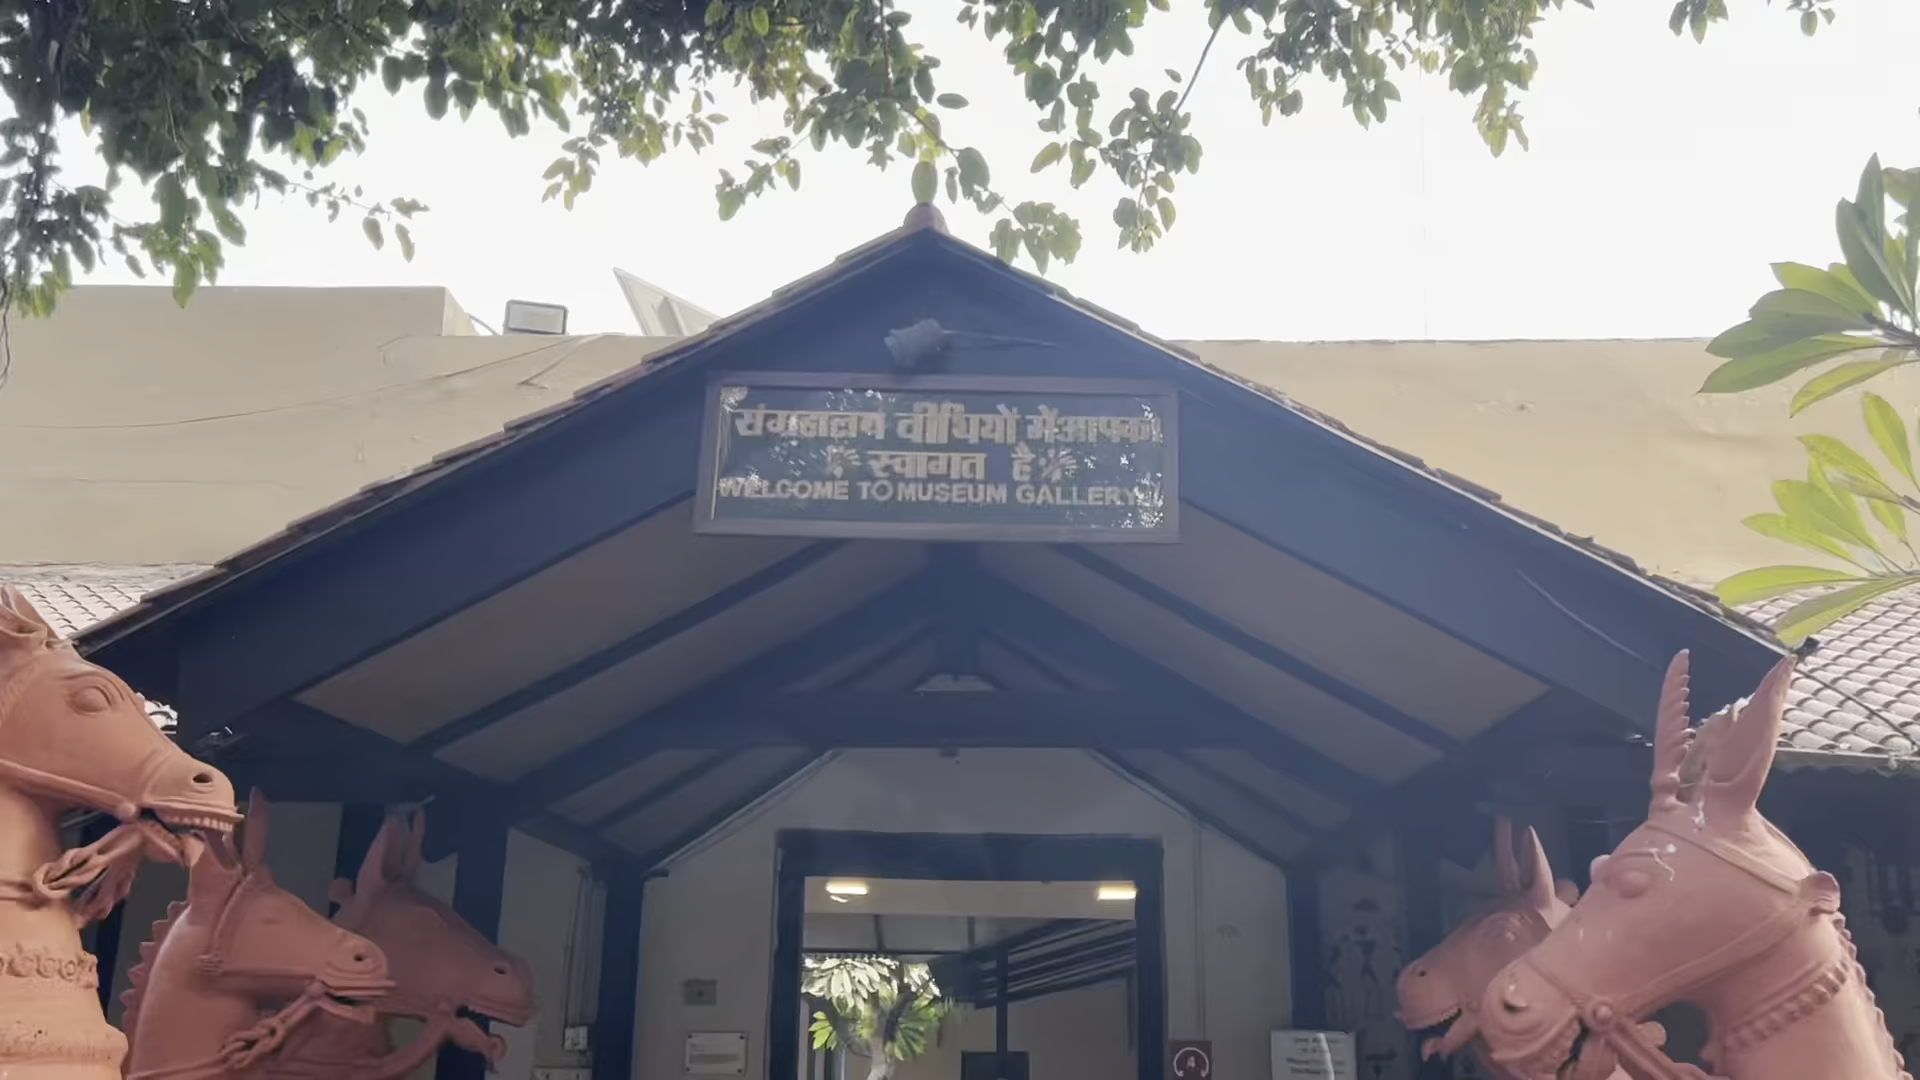 संग्रहालय वीथियों में आपका
स्वागत है
WELCOME TO MUSEUM GALLERY